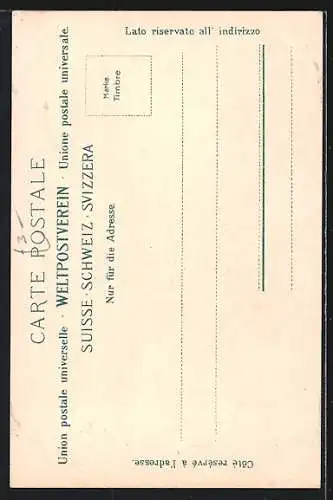 CARTE POSTALE
Union postale universelle · WELTPOSTVEREIN · Unione postale universale.
SUISSE · SCHWEIZ · SVIZZERA
Nur für die Adresse
Marke
Timbre
Côté reservé à l'adresse.
Lato riservato all' indirizzo